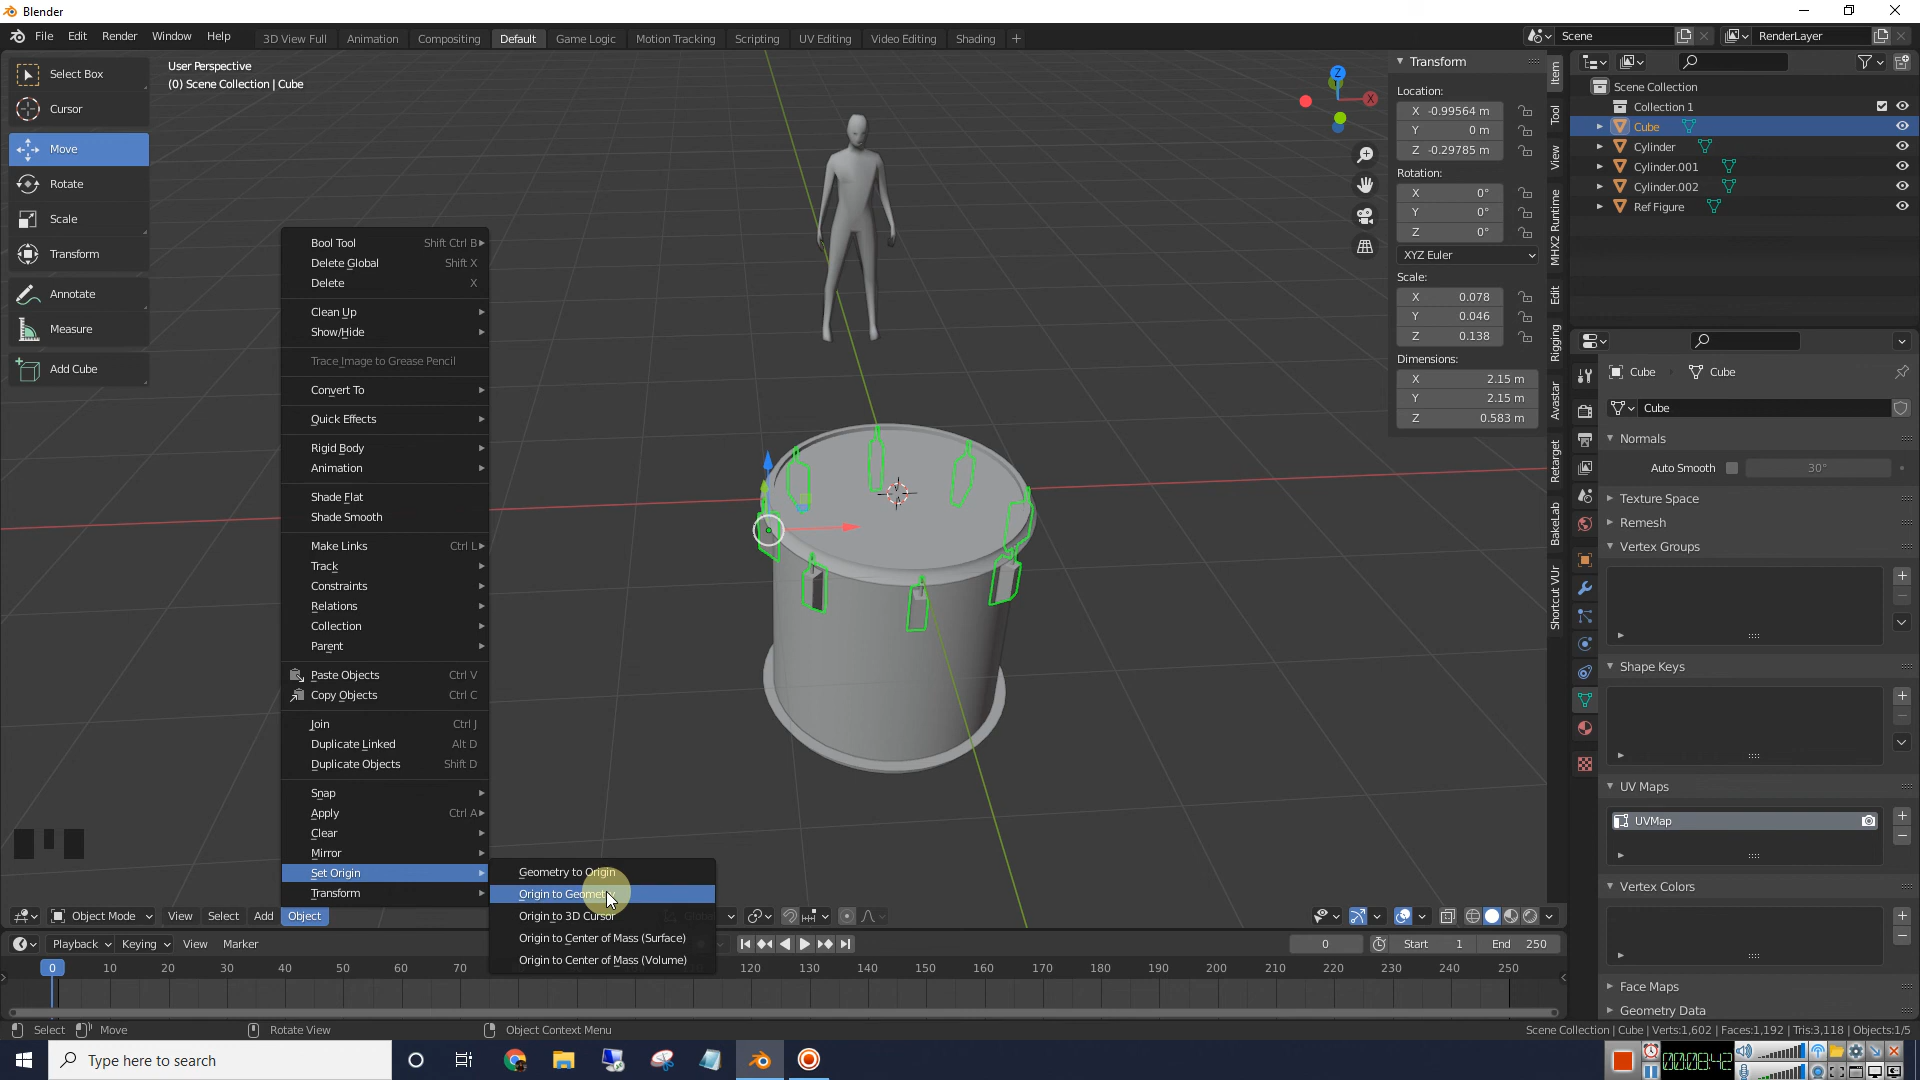 Blender
File Edit Render Window Help 3D View Full Animation Compositing Default Game Logic Motion Tracking Scripting UV Editing Video Editing Shading + Scene RenderLayer
Select Box
Cursor
Move
Rotate
Scale
Transform
Annotate
Measure
Add Cube
User Perspective
(0) Scene Collection | Cube
Bool Tool Shift Ctrl B
Delete Global Shift X
Delete X
Clean Up
Show/Hide
Trace Image to Grease Pencil
Convert To
Quick Effects
Rigid Body
Animation
Shade Flat
Shade Smooth
Make Links Ctrl L
Track
Constraints
Relations
Collection
Parent
Paste Objects Ctrl V
Copy Objects Ctrl C
Join Ctrl J
Duplicate Linked Alt D
Duplicate Objects Shift D
Snap
Apply Ctrl A
Clear
Mirror
Set Origin
Transform
Geometry to Origin
Origin to Geometry
Origin to 3D Cursor
Origin to Center of Mass (Surface)
Origin to Center of Mass (Volume)
Z
X
Transform
Location:
X -0.99564 m
Y 0 m
Z -0.29785 m
Rotation:
X 0°
Y 0°
Z 0°
XYZ Euler
Scale:
X 0.078
Y 0.046
Z 0.138
Dimensions:
X 2.15 m
Y 2.15 m
Z 0.583 m
Item
Tool
View
MHX2 Runtime
Edit
Rigging
Avastar
Retarget
BakeLab
Shortcut VUr
Scene Collection
Collection 1
Cube
Cylinder
Cylinder.001
Cylinder.002
Ref Figure
Cube Cube
Cube
Normals
Auto Smooth 30°
Texture Space
Remesh
Vertex Groups
Shape Keys
UV Maps
UVMap
Vertex Colors
Face Maps
Geometry Data
Object Mode View Select Add Object
Playback Keying View Marker 0 Start 1 End 250
0 10 20 30 40 50 60 70 120 130 140 150 160 170 180 190 200 210 220 230 240 250
Select Move Rotate View Object Context Menu Scene Collection | Cube | Verts:1,602 | Faces:1,192 | Tris:3,118 | Objects:1/5
Type here to search
00:08:42